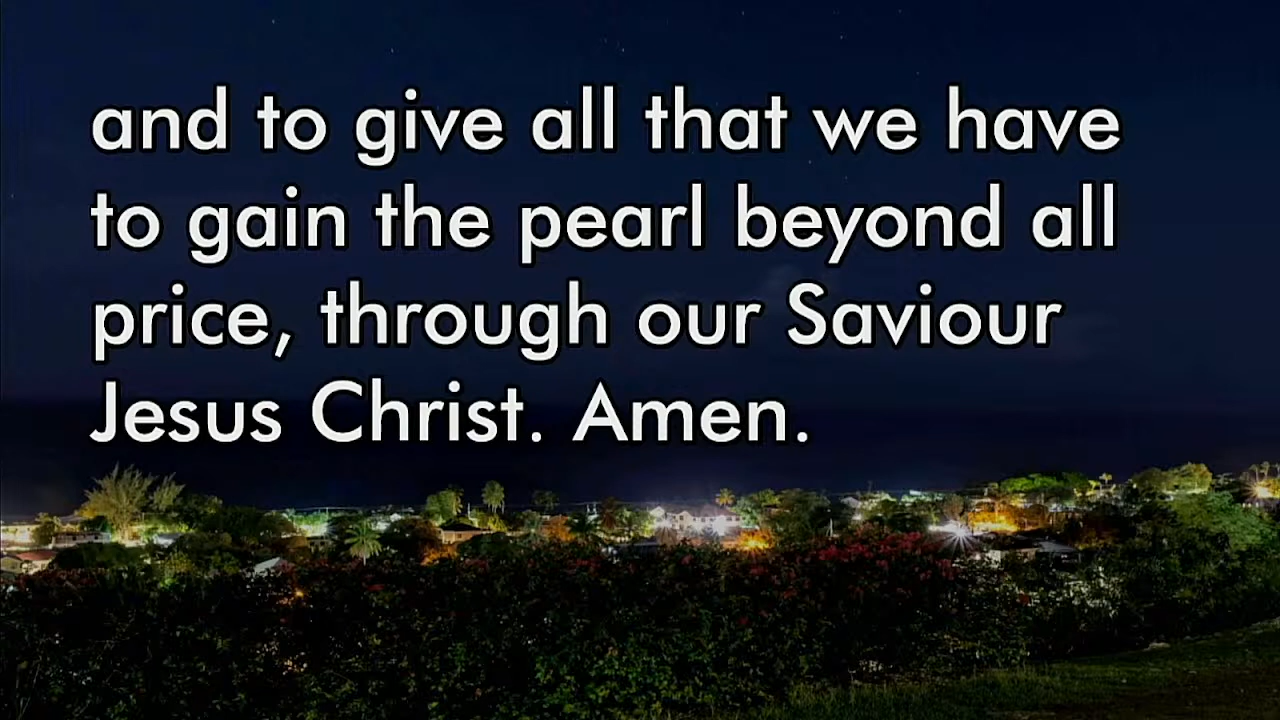 and to give all that we have
to gain the pearl beyond all
price, through our Saviour
Jesus Christ. Amen.